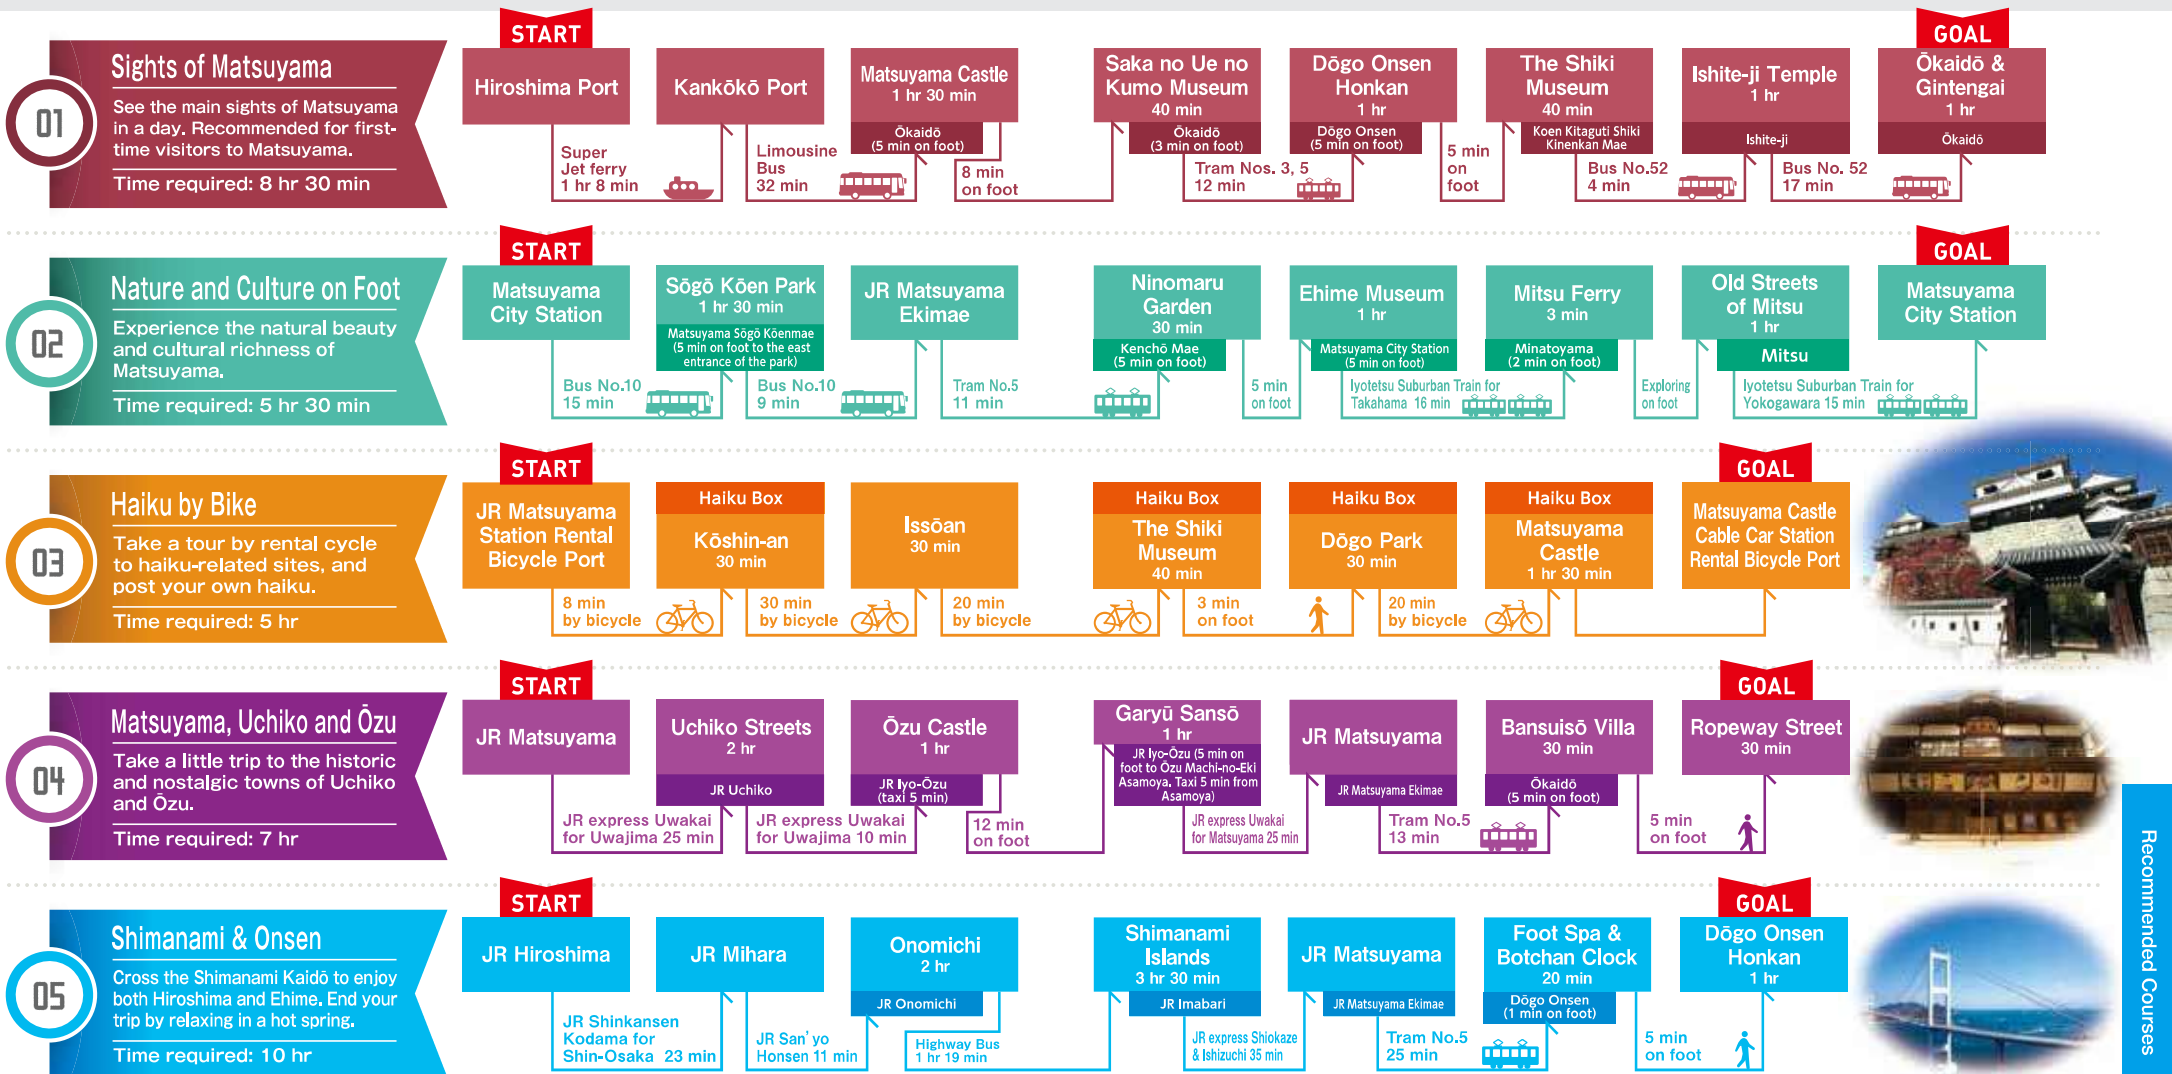 01
Sights of Matsuyama
See the main sights of Matsuyama
in a day. Recommended for first-
time visitors to Matsuyama.
Time required: 8 hr 30 min
START
Hiroshima Port
Super
Jet ferry
1 hr 8 min
Kankōkō Port
Limousine
Bus
32 min
Matsuyama Castle
1 hr 30 min
Ōkaidō
(5 min on foot)
8 min
on foot
Saka no Ue no
Kumo Museum
40 min
Ōkaidō
(3 min on foot)
Tram Nos. 3, 5
12 min
Dōgo Onsen
Honkan
1 hr
Dōgo Onsen
(5 min on foot)
5 min
on
foot
The Shiki
Museum
40 min
Koen Kitaguti Shiki
Kinenkan Mae
Bus No.52
4 min
Ishite-ji Temple
1 hr
Ishite-ji
Bus No. 52
17 min
GOAL
Ōkaidō &
Gintengai
1 hr
Ōkaidō
02
Nature and Culture on Foot
Experience the natural beauty
and cultural richness of
Matsuyama.
Time required: 5 hr 30 min
START
Matsuyama
City Station
Bus No.10
15 min
Sōgō Kōen Park
1 hr 30 min
Matsuyama Sōgō Kōenmae
(5 min on foot to the east
entrance of the park)
Bus No.10
9 min
JR Matsuyama
Ekimae
Tram No.5
11 min
Ninomaru
Garden
30 min
Kenchō Mae
(5 min on foot)
5 min
on foot
Ehime Museum
1 hr
Matsuyama City Station
(5 min on foot)
Iyotetsu Suburban Train for
Takahama 16 min
Mitsu Ferry
3 min
Minatoyama
(2 min on foot)
Exploring
on foot
Old Streets
of Mitsu
1 hr
Mitsu
Iyotetsu Suburban Train for
Yokogawara 15 min
GOAL
Matsuyama
City Station
03
Haiku by Bike
Take a tour by rental cycle
to haiku-related sites, and
post your own haiku.
Time required: 5 hr
START
JR Matsuyama
Station Rental
Bicycle Port
8 min
by bicycle
Haiku Box
Kōshin-an
30 min
30 min
by bicycle
Issōan
30 min
20 min
by bicycle
Haiku Box
The Shiki
Museum
40 min
3 min
on foot
Haiku Box
Dōgo Park
30 min
20 min
by bicycle
Haiku Box
Matsuyama
Castle
1 hr 30 min
GOAL
Matsuyama Castle
Cable Car Station
Rental Bicycle Port
04
Matsuyama, Uchiko and Ōzu
Take a little trip to the historic
and nostalgic towns of Uchiko
and Ōzu.
Time required: 7 hr
START
JR Matsuyama
JR express Uwakai
for Uwajima 25 min
Uchiko Streets
2 hr
JR Uchiko
JR express Uwakai
for Uwajima 10 min
Ōzu Castle
1 hr
JR Iyo-Ōzu
(taxi 5 min)
12 min
on foot
Garyū Sansō
1 hr
JR Iyo-Ōzu (5 min on
foot to Ōzu Machi-no-Eki
Asamoya. Taxi 5 min from
Asamoya)
JR express Uwakai
for Matsuyama 25 min
JR Matsuyama
JR Matsuyama Ekimae
Tram No.5
13 min
Bansuisō Villa
30 min
Ōkaidō
(5 min on foot)
5 min
on foot
GOAL
Ropeway Street
30 min
05
Shimanami & Onsen
Cross the Shimanami Kaidō to enjoy
both Hiroshima and Ehime. End your
trip by relaxing in a hot spring.
Time required: 10 hr
START
JR Hiroshima
JR Shinkansen
Kodama for
Shin-Osaka 23 min
JR Mihara
JR San' yo
Honsen 11 min
Onomichi
2 hr
JR Onomichi
Highway Bus
1 hr 19 min
Shimanami
Islands
3 hr 30 min
JR Imabari
JR express Shiokaze
& Ishizuchi 35 min
JR Matsuyama
JR Matsuyama Ekimae
Tram No.5
25 min
Foot Spa &
Botchan Clock
20 min
Dōgo Onsen
(1 min on foot)
5 min
on foot
GOAL
Dōgo Onsen
Honkan
1 hr
Recommended Courses